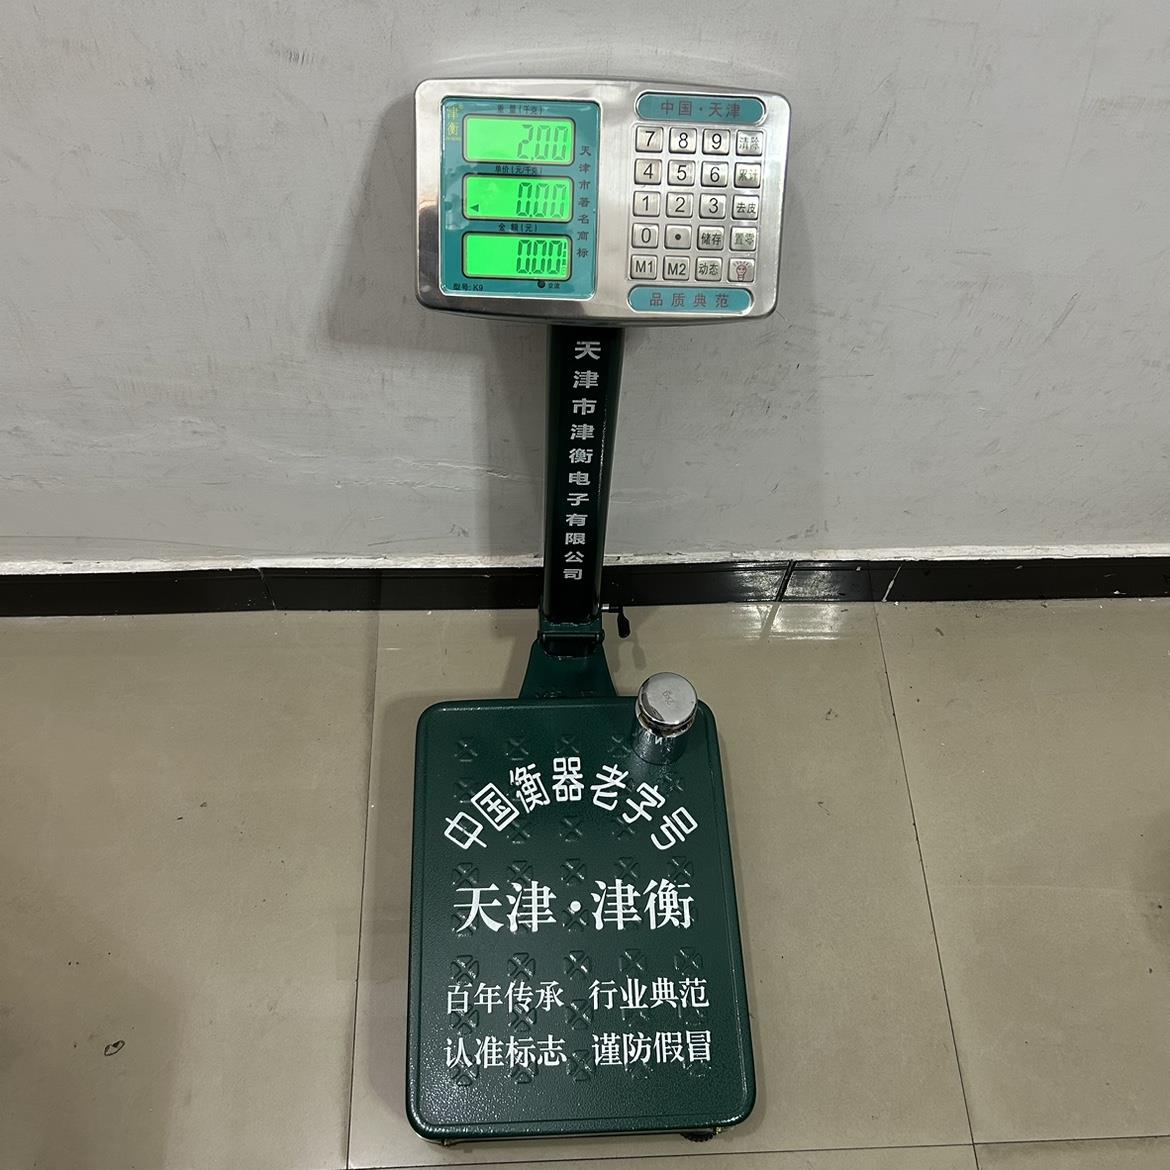 津衡
重量(千克)
2.00
单价(元/千克)
0.00
金额(元)
0.00
型号:K9
交流
天津市著名商标
中国·天津
7 8 9 清除
4 5 6 累计
1 2 3 去皮
0 · 储存 置零
M1 M2 动态
品质典范
天津市津衡电子有限公司
中国衡器老字号
天津·津衡
百年传承 行业典范
认准标志 谨防假冒